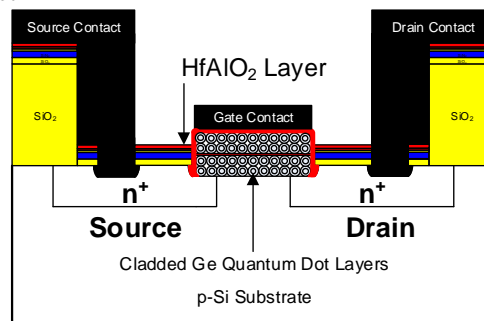 Source Contact
Drain Contact
HfAlO₂ Layer
Gate Contact
SiO₂
SiO₂
n⁺
n⁺
Source
Drain
Cladded Ge Quantum Dot Layers
p-Si Substrate